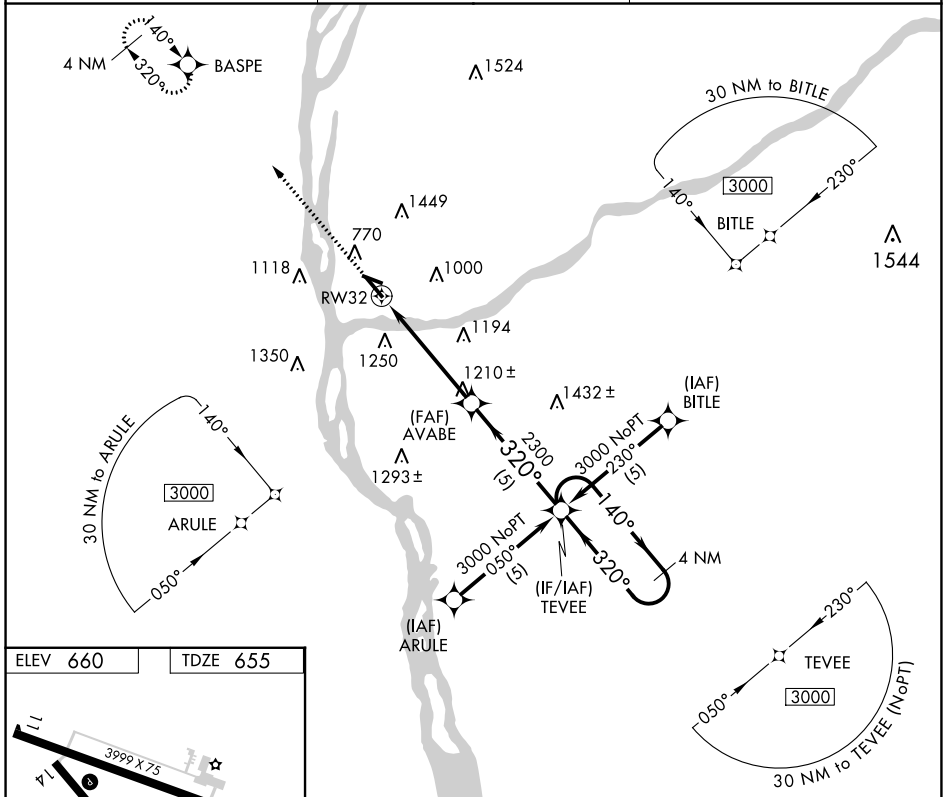 140°
4 NM
320°
BASPE
1524
30 NM to BITLE
3000
140°
230°
BITLE
1544
1449
770
1118
1000
RW32
1194
1250
1350
1210 ±
1432 ±
(FAF)
AVABE
(IAF)
BITLE
30 NM to ARULE
140°
3000
ARULE
050°
1293 ±
2300
320°
(5)
3000 NoPT
230°
(5)
140°
320°
4 NM
3000 NoPT
050°
(5)
(IF/IAF)
TEVEE
(IAF)
ARULE
230°
TEVEE
050°
3000
30 NM to TEVEE (NoPT)
ELEV 660
TDZE 655
11
3999 X 75
14
P